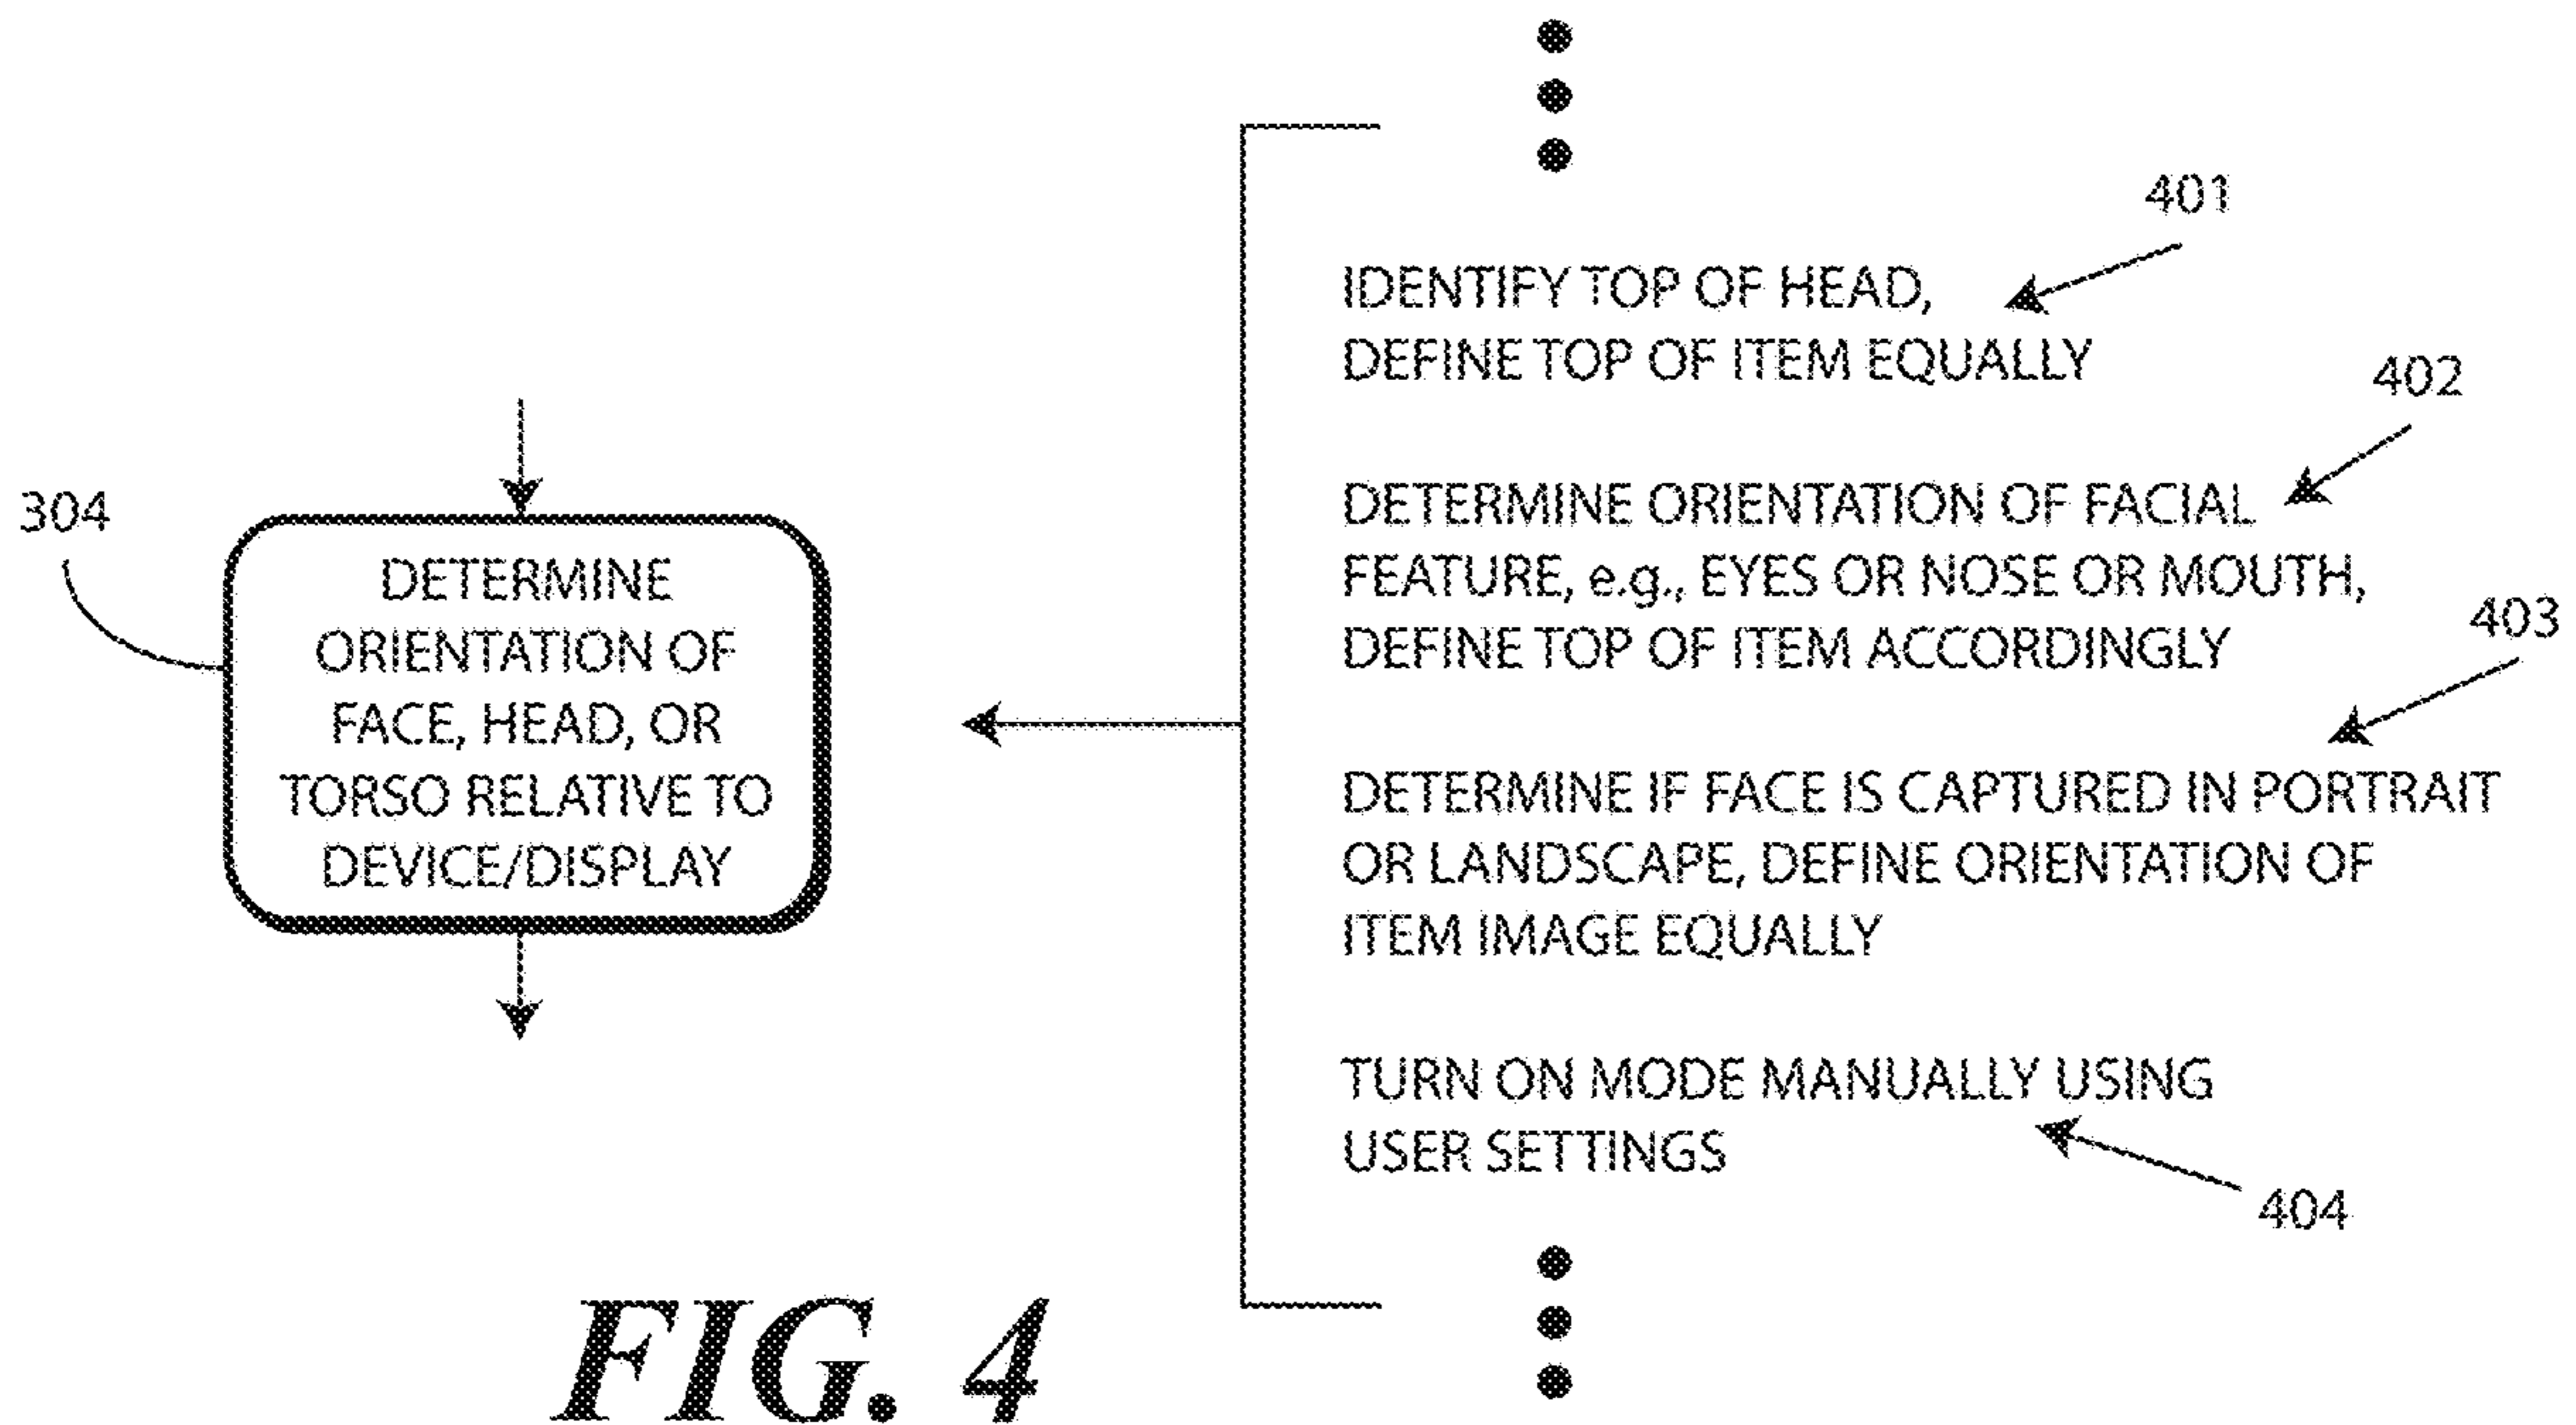 304
DETERMINE
ORIENTATION OF
FACE, HEAD, OR
TORSO RELATIVE TO
DEVICE/DISPLAY
401
IDENTIFY TOP OF HEAD,
DEFINE TOP OF ITEM EQUALLY
402
DETERMINE ORIENTATION OF FACIAL
FEATURE, e.g., EYES OR NOSE OR MOUTH,
DEFINE TOP OF ITEM ACCORDINGLY
403
DETERMINE IF FACE IS CAPTURED IN PORTRAIT
OR LANDSCAPE, DEFINE ORIENTATION OF
ITEM IMAGE EQUALLY
TURN ON MODE MANUALLY USING
USER SETTINGS
404
FIG. 4